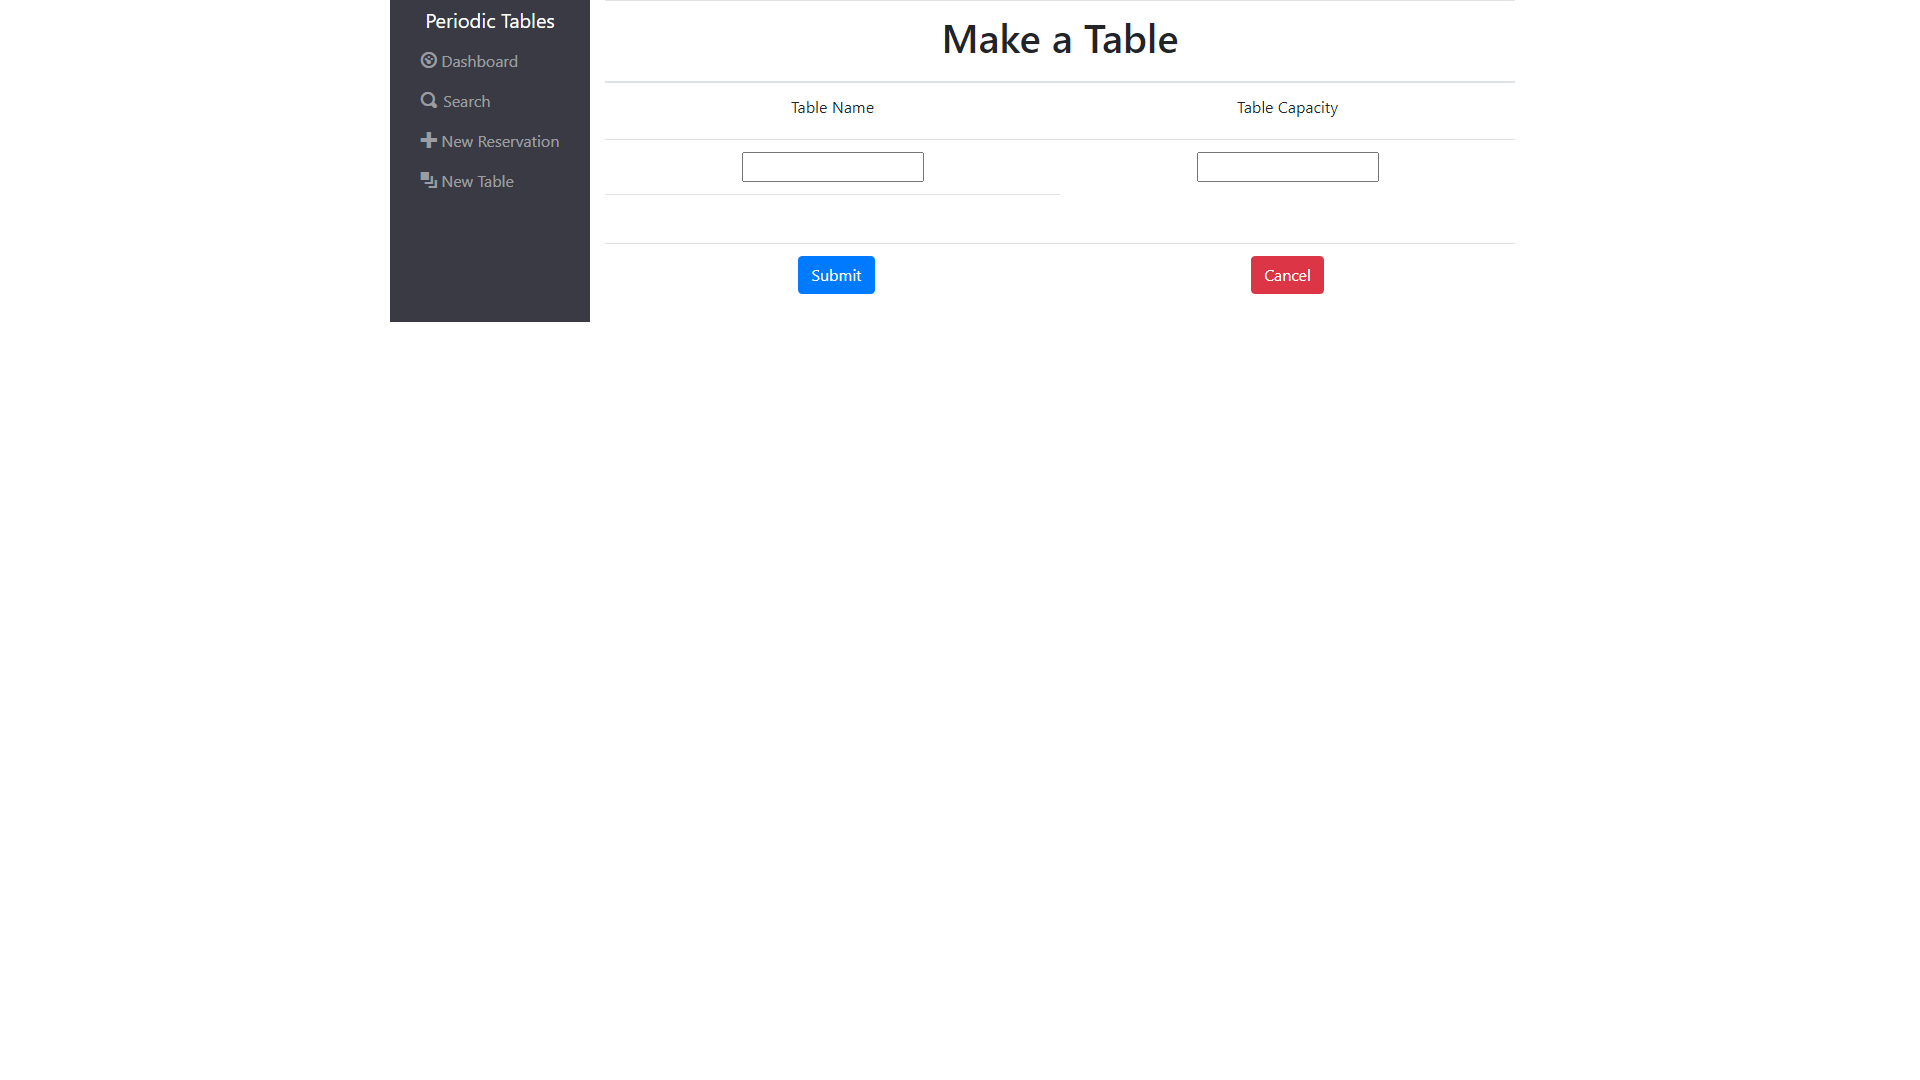 Periodic Tables
Dashboard
Search
New Reservation
New Table
Make a Table
Table Name
Table Capacity
Submit
Cancel